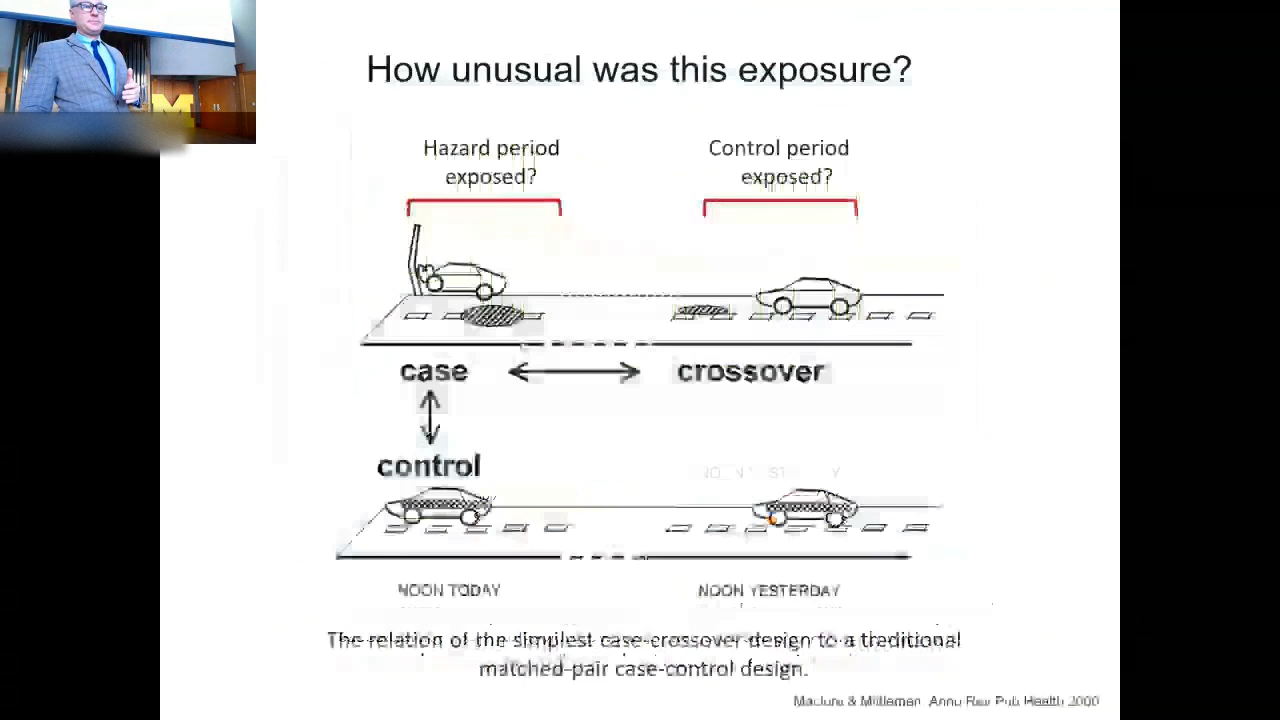 M
How unusual was this exposure?
Hazard period
exposed?
Control period
exposed?
case
crossover
control
NOON YESTERDAY
NOON TODAY
NOON YESTERDAY
The relation of the simplest case-crossover design to a traditional
matched-pair case-control design.
Annu Rev Pub Health 2000